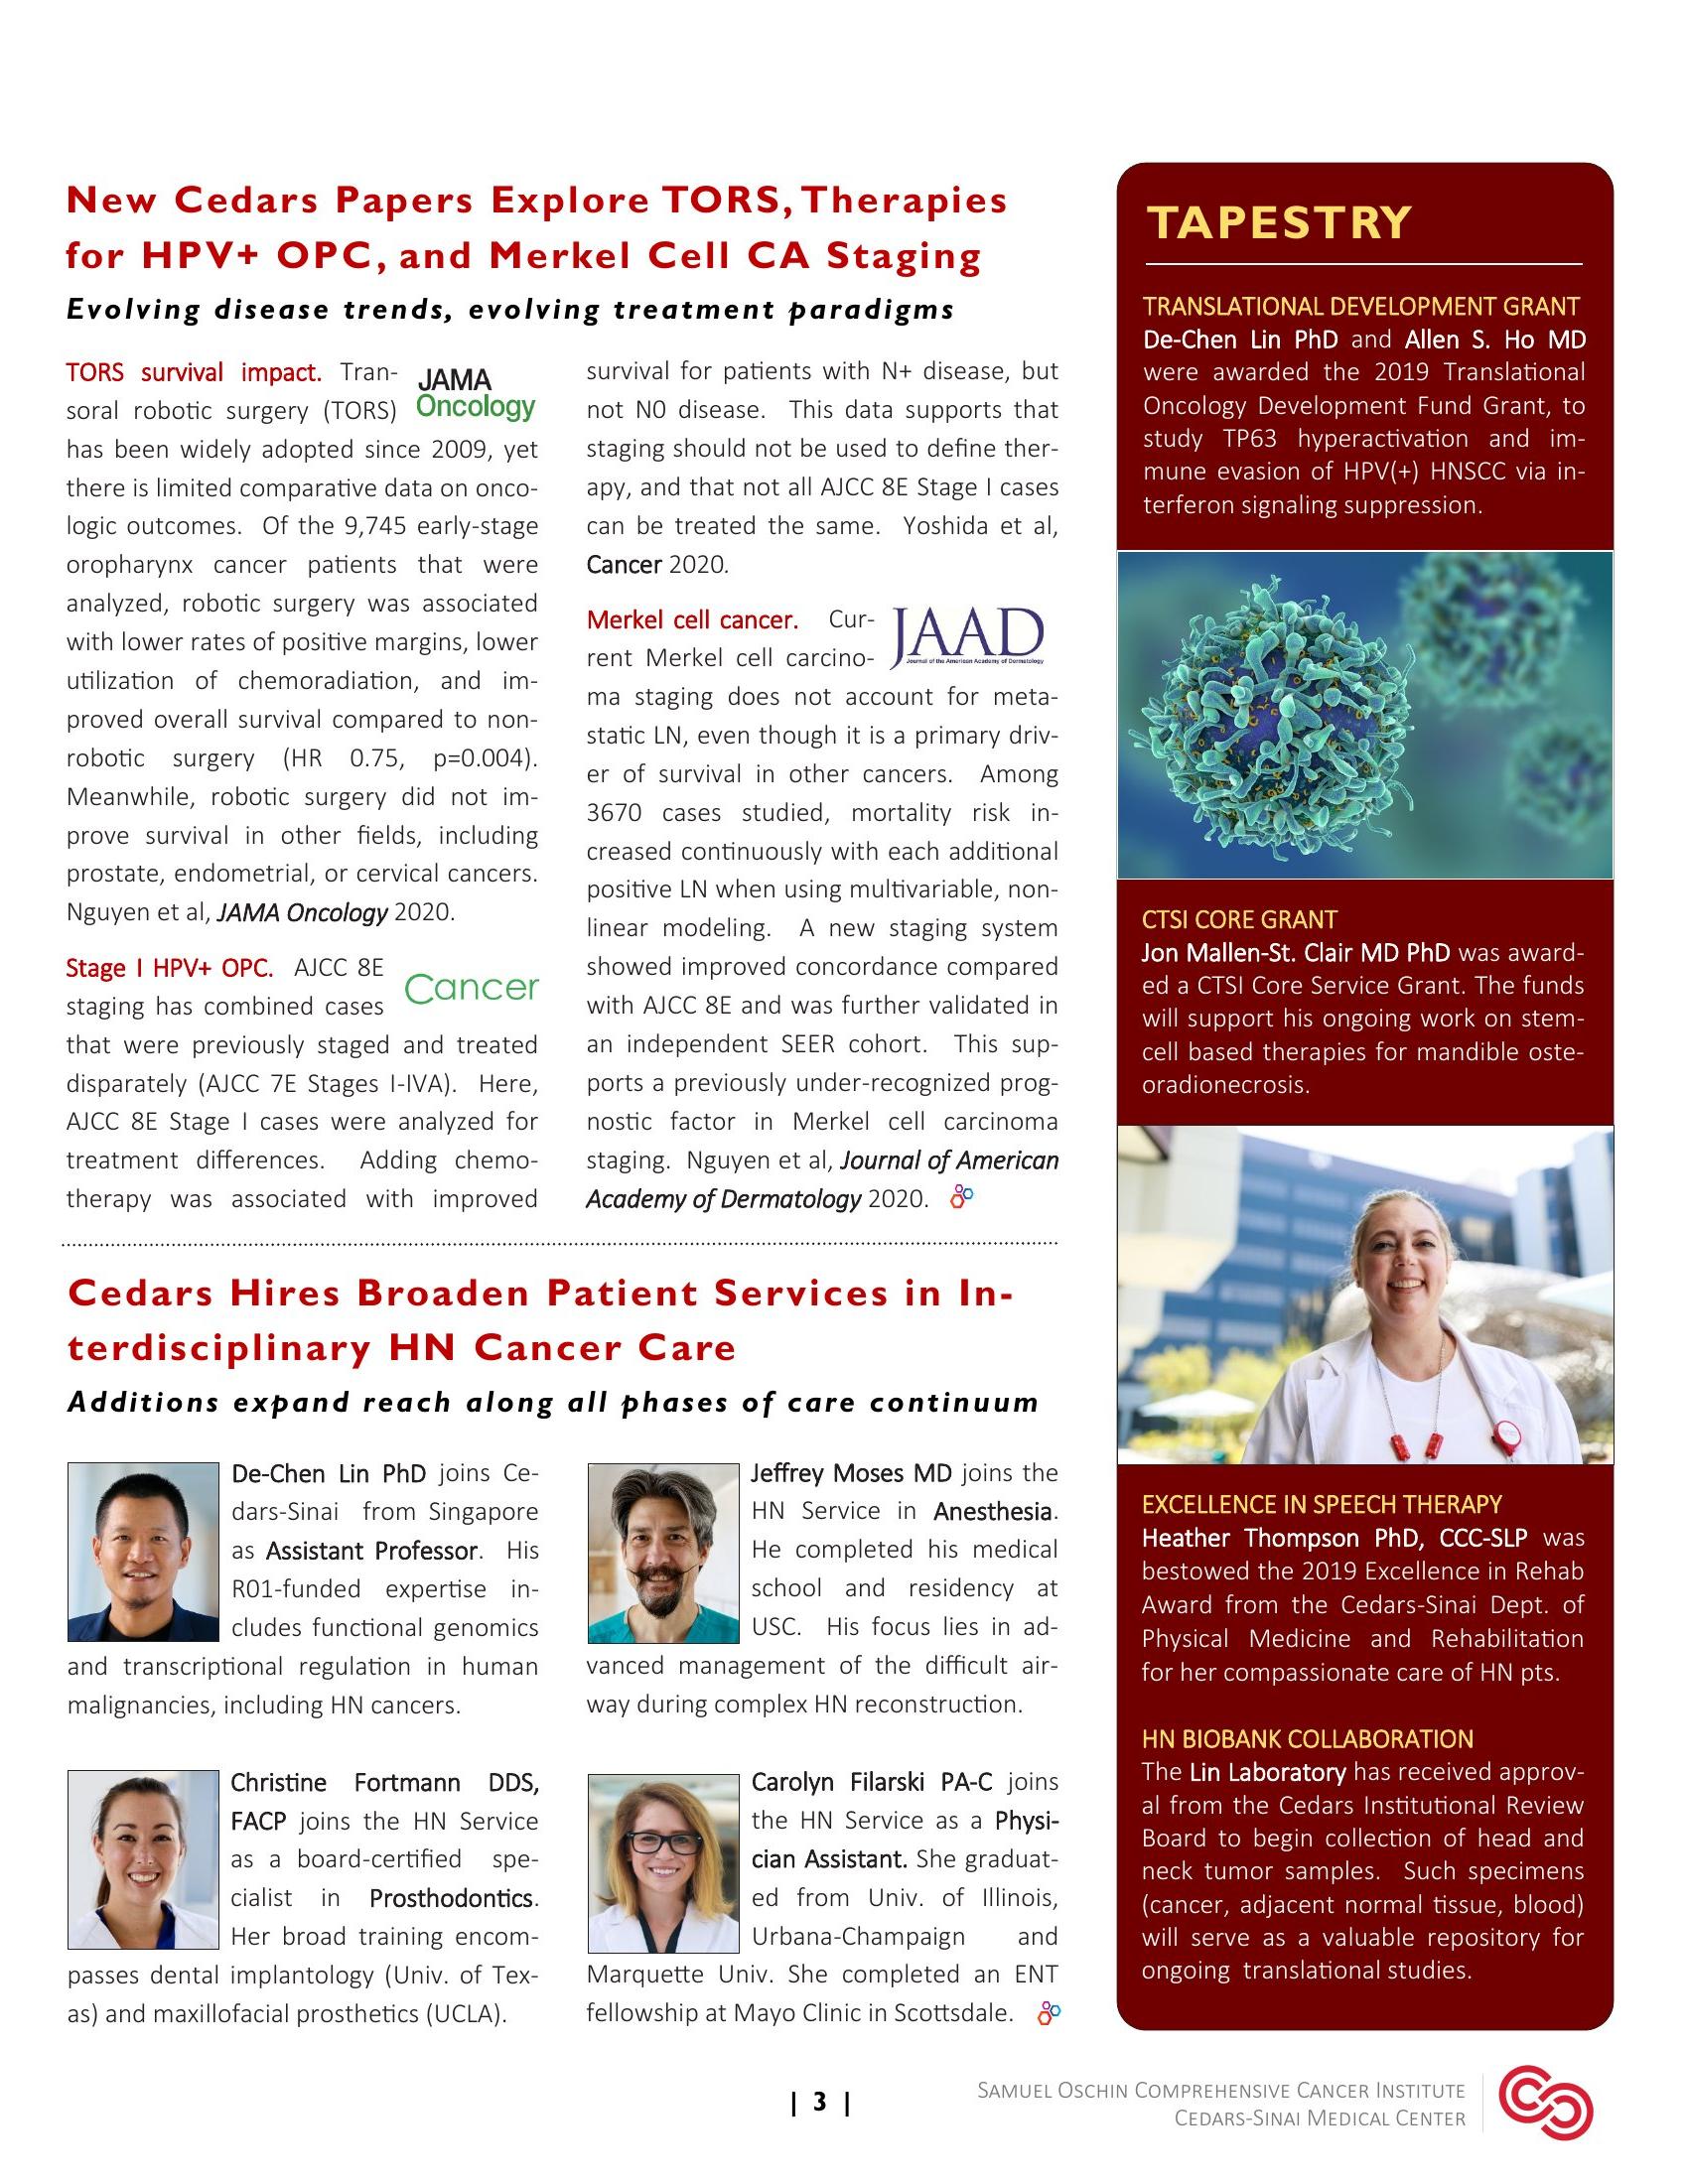 New Cedars Papers Explore TORS, Therapies
for HPV+ OPC, and Merkel Cell CA Staging
Evolving disease trends, evolving treatment paradigms
TORS survival impact. Tran-
soral robotic surgery (TORS)
JAMA
Oncology
has been widely adopted since 2009, yet
there is limited comparative data on onco-
logic outcomes. Of the 9,745 early-stage
oropharynx cancer patients that were
analyzed, robotic surgery was associated
with lower rates of positive margins, lower
utilization of chemoradiation, and im-
proved overall survival compared to non-
robotic surgery (HR 0.75, p=0.004).
Meanwhile, robotic surgery did not im-
prove survival in other fields, including
prostate, endometrial, or cervical cancers.
Nguyen et al, JAMA Oncology 2020.
Stage I HPV+ OPC. AJCC 8E
staging has combined cases
Cancer
that were previously staged and treated
disparately (AJCC 7E Stages I-IVA). Here,
AJCC 8E Stage I cases were analyzed for
treatment differences. Adding chemo-
therapy was associated with improved
survival for patients with N+ disease, but
not N0 disease. This data supports that
staging should not be used to define ther-
apy, and that not all AJCC 8E Stage I cases
can be treated the same. Yoshida et al,
Cancer 2020.
Merkel cell cancer. Cur-
rent Merkel cell carcino-
JAAD
Journal of the American Academy of Dermatology
ma staging does not account for meta-
static LN, even though it is a primary driv-
er of survival in other cancers. Among
3670 cases studied, mortality risk in-
creased continuously with each additional
positive LN when using multivariable, non-
linear modeling. A new staging system
showed improved concordance compared
with AJCC 8E and was further validated in
an independent SEER cohort. This sup-
ports a previously under-recognized prog-
nostic factor in Merkel cell carcinoma
staging. Nguyen et al, Journal of American
Academy of Dermatology 2020.
Cedars Hires Broaden Patient Services in In-
terdisciplinary HN Cancer Care
Additions expand reach along all phases of care continuum
De-Chen Lin PhD joins Ce-
dars-Sinai from Singapore
as Assistant Professor. His
R01-funded expertise in-
cludes functional genomics
and transcriptional regulation in human
malignancies, including HN cancers.
Christine Fortmann DDS,
FACP joins the HN Service
as a board-certified spe-
cialist in Prosthodontics.
Her broad training encom-
passes dental implantology (Univ. of Tex-
as) and maxillofacial prosthetics (UCLA).
Jeffrey Moses MD joins the
HN Service in Anesthesia.
He completed his medical
school and residency at
USC. His focus lies in ad-
vanced management of the difficult air-
way during complex HN reconstruction.
Carolyn Filarski PA-C joins
the HN Service as a Physi-
cian Assistant. She graduat-
ed from Univ. of Illinois,
Urbana-Champaign and
Marquette Univ. She completed an ENT
fellowship at Mayo Clinic in Scottsdale.
TAPESTRY
TRANSLATIONAL DEVELOPMENT GRANT
De-Chen Lin PhD and Allen S. Ho MD
were awarded the 2019 Translational
Oncology Development Fund Grant, to
study TP63 hyperactivation and im-
mune evasion of HPV(+) HNSCC via in-
terferon signaling suppression.
CTSI CORE GRANT
Jon Mallen-St. Clair MD PhD was award-
ed a CTSI Core Service Grant. The funds
will support his ongoing work on stem-
cell based therapies for mandible oste-
oradionecrosis.
EXCELLENCE IN SPEECH THERAPY
Heather Thompson PhD, CCC-SLP was
bestowed the 2019 Excellence in Rehab
Award from the Cedars-Sinai Dept. of
Physical Medicine and Rehabilitation
for her compassionate care of HN pts.
HN BIOBANK COLLABORATION
The Lin Laboratory has received approv-
al from the Cedars Institutional Review
Board to begin collection of head and
neck tumor samples. Such specimens
(cancer, adjacent normal tissue, blood)
will serve as a valuable repository for
ongoing translational studies.
| 3 |
SAMUEL OSCHIN COMPREHENSIVE CANCER INSTITUTE
CEDARS-SINAI MEDICAL CENTER